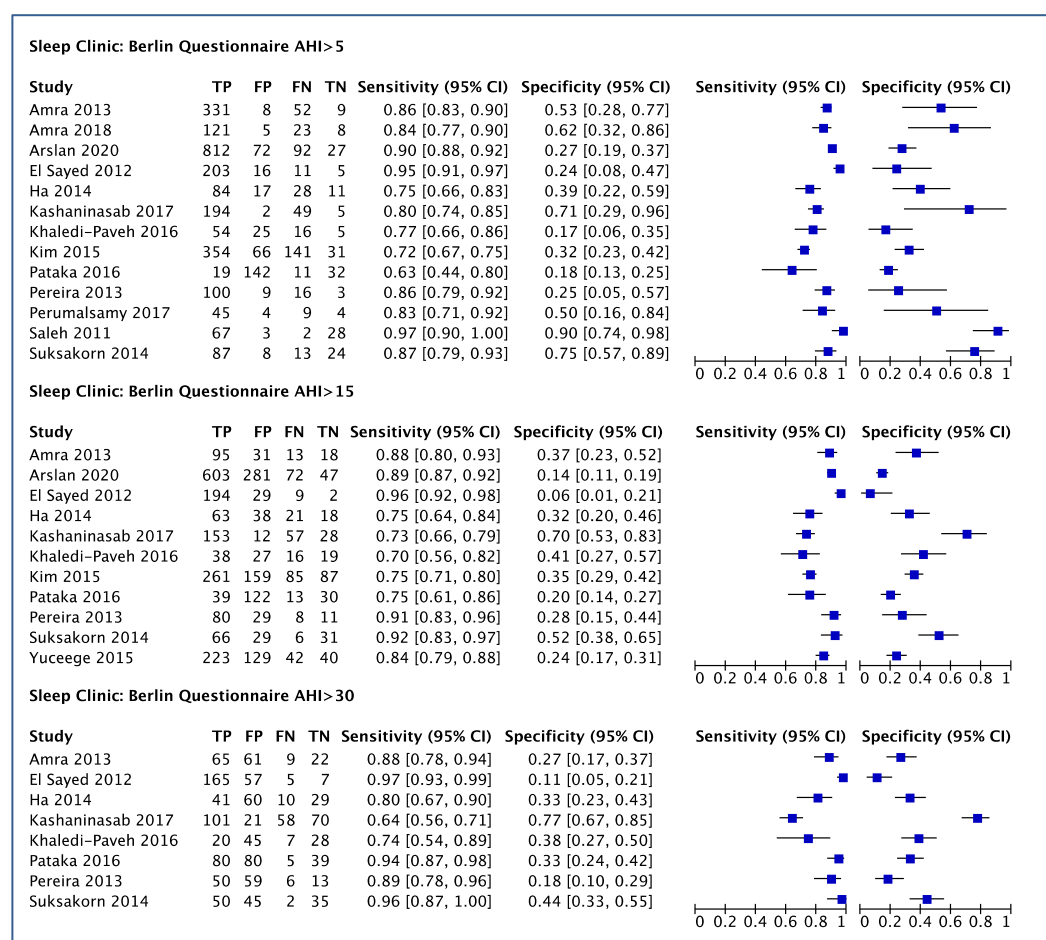 Sleep Clinic: Berlin Questionnaire AHI>5
Study TP FP FN TN Sensitivity (95% CI) Specificity (95% CI) Sensitivity (95% CI) Specificity (95% CI)
Amra 2013 331 8 52 9 0.86 [0.83, 0.90] 0.53 [0.28, 0.77]
Amra 2018 121 5 23 8 0.84 [0.77, 0.90] 0.62 [0.32, 0.86]
Arslan 2020 812 72 92 27 0.90 [0.88, 0.92] 0.27 [0.19, 0.37]
El Sayed 2012 203 16 11 5 0.95 [0.91, 0.97] 0.24 [0.08, 0.47]
Ha 2014 84 17 28 11 0.75 [0.66, 0.83] 0.39 [0.22, 0.59]
Kashaninasab 2017 194 2 49 5 0.80 [0.74, 0.85] 0.71 [0.29, 0.96]
Khaledi-Paveh 2016 54 25 16 5 0.77 [0.66, 0.86] 0.17 [0.06, 0.35]
Kim 2015 354 66 141 31 0.72 [0.67, 0.75] 0.32 [0.23, 0.42]
Pataka 2016 19 142 11 32 0.63 [0.44, 0.80] 0.18 [0.13, 0.25]
Pereira 2013 100 9 16 3 0.86 [0.79, 0.92] 0.25 [0.05, 0.57]
Perumalsamy 2017 45 4 9 4 0.83 [0.71, 0.92] 0.50 [0.16, 0.84]
Saleh 2011 67 3 2 28 0.97 [0.90, 1.00] 0.90 [0.74, 0.98]
Suksakorn 2014 87 8 13 24 0.87 [0.79, 0.93] 0.75 [0.57, 0.89]
0 0.2 0.4 0.6 0.8 1 0 0.2 0.4 0.6 0.8 1
Sleep Clinic: Berlin Questionnaire AHI>15
Study TP FP FN TN Sensitivity (95% CI) Specificity (95% CI) Sensitivity (95% CI) Specificity (95% CI)
Amra 2013 95 31 13 18 0.88 [0.80, 0.93] 0.37 [0.23, 0.52]
Arslan 2020 603 281 72 47 0.89 [0.87, 0.92] 0.14 [0.11, 0.19]
El Sayed 2012 194 29 9 2 0.96 [0.92, 0.98] 0.06 [0.01, 0.21]
Ha 2014 63 38 21 18 0.75 [0.64, 0.84] 0.32 [0.20, 0.46]
Kashaninasab 2017 153 12 57 28 0.73 [0.66, 0.79] 0.70 [0.53, 0.83]
Khaledi-Paveh 2016 38 27 16 19 0.70 [0.56, 0.82] 0.41 [0.27, 0.57]
Kim 2015 261 159 85 87 0.75 [0.71, 0.80] 0.35 [0.29, 0.42]
Pataka 2016 39 122 13 30 0.75 [0.61, 0.86] 0.20 [0.14, 0.27]
Pereira 2013 80 29 8 11 0.91 [0.83, 0.96] 0.28 [0.15, 0.44]
Suksakorn 2014 66 29 6 31 0.92 [0.83, 0.97] 0.52 [0.38, 0.65]
Yuceege 2015 223 129 42 40 0.84 [0.79, 0.88] 0.24 [0.17, 0.31]
0 0.2 0.4 0.6 0.8 1 0 0.2 0.4 0.6 0.8 1
Sleep Clinic: Berlin Questionnaire AHI>30
Study TP FP FN TN Sensitivity (95% CI) Specificity (95% CI) Sensitivity (95% CI) Specificity (95% CI)
Amra 2013 65 61 9 22 0.88 [0.78, 0.94] 0.27 [0.17, 0.37]
El Sayed 2012 165 57 5 7 0.97 [0.93, 0.99] 0.11 [0.05, 0.21]
Ha 2014 41 60 10 29 0.80 [0.67, 0.90] 0.33 [0.23, 0.43]
Kashaninasab 2017 101 21 58 70 0.64 [0.56, 0.71] 0.77 [0.67, 0.85]
Khaledi-Paveh 2016 20 45 7 28 0.74 [0.54, 0.89] 0.38 [0.27, 0.50]
Pataka 2016 80 80 5 39 0.94 [0.87, 0.98] 0.33 [0.24, 0.42]
Pereira 2013 50 59 6 13 0.89 [0.78, 0.96] 0.18 [0.10, 0.29]
Suksakorn 2014 50 45 2 35 0.96 [0.87, 1.00] 0.44 [0.33, 0.55]
0 0.2 0.4 0.6 0.8 1 0 0.2 0.4 0.6 0.8 1